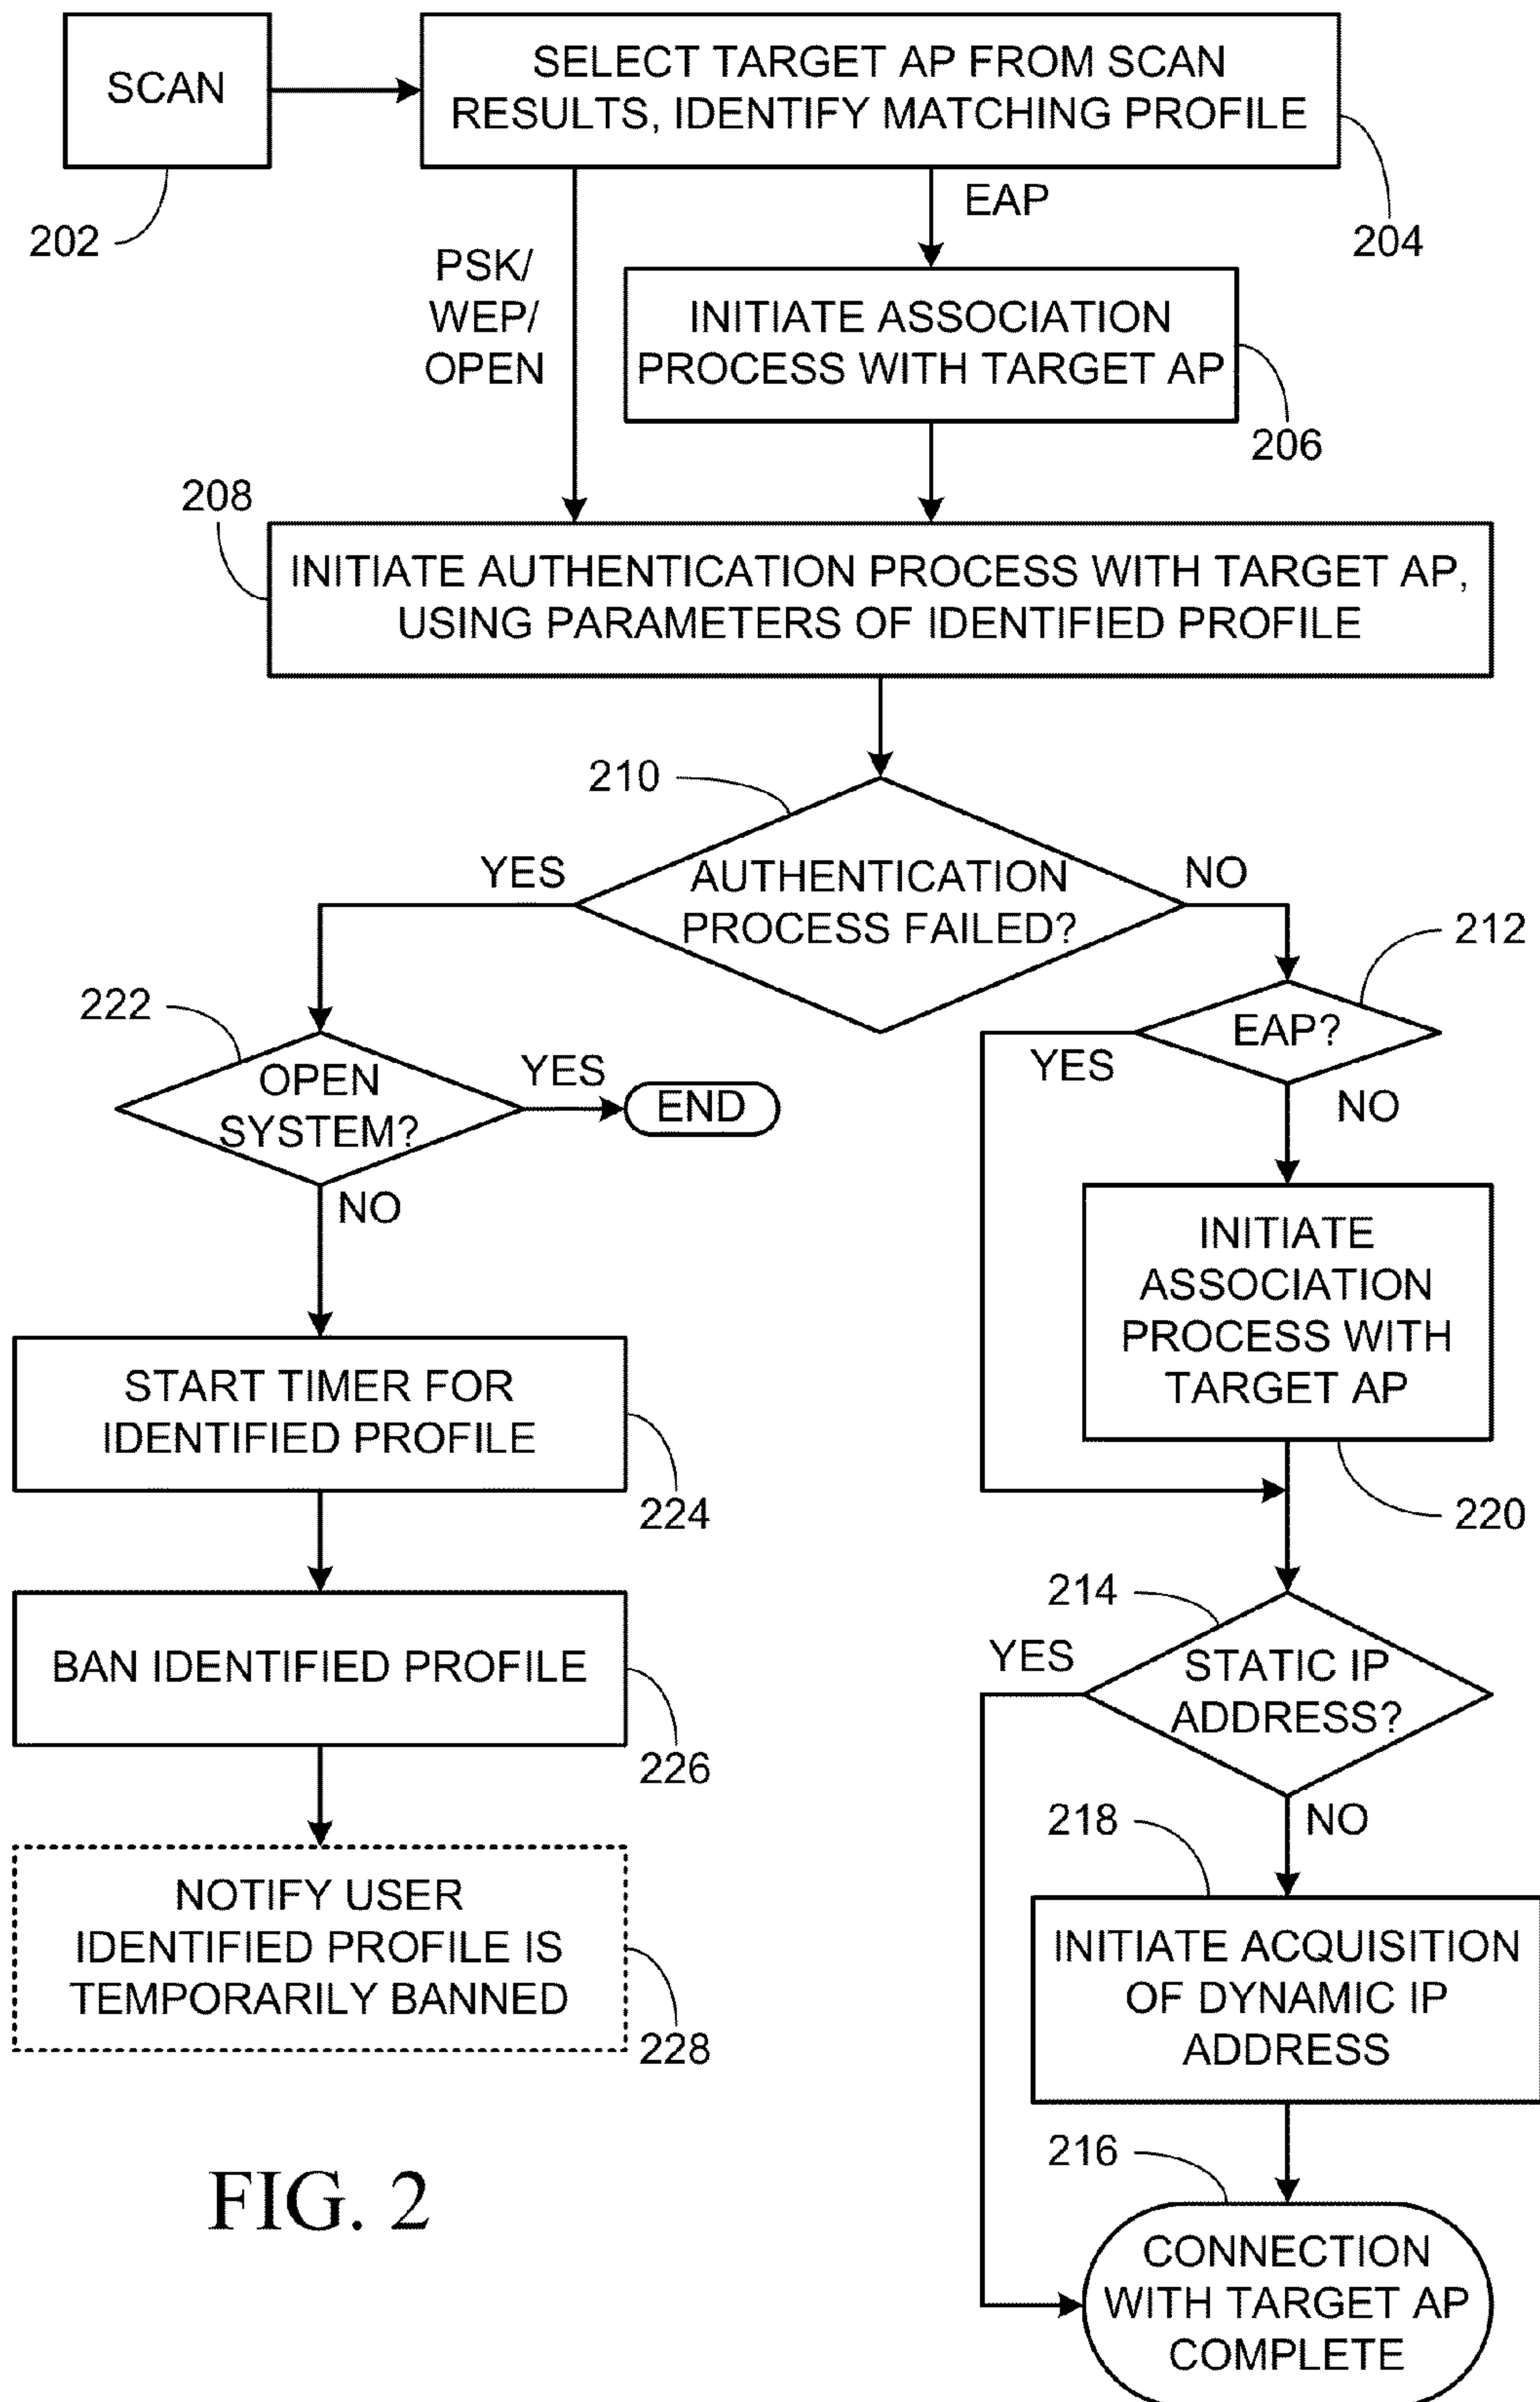 SCAN
SELECT TARGET AP FROM SCAN
RESULTS, IDENTIFY MATCHING PROFILE
202
204
EAP
PSK/
WEP/
OPEN
INITIATE ASSOCIATION
PROCESS WITH TARGET AP
206
208
INITIATE AUTHENTICATION PROCESS WITH TARGET AP,
USING PARAMETERS OF IDENTIFIED PROFILE
210
YES
AUTHENTICATION
PROCESS FAILED?
NO
212
222
OPEN
SYSTEM?
YES
END
NO
EAP?
YES
NO
INITIATE
ASSOCIATION
PROCESS WITH
TARGET AP
220
START TIMER FOR
IDENTIFIED PROFILE
224
BAN IDENTIFIED PROFILE
226
NOTIFY USER
IDENTIFIED PROFILE IS
TEMPORARILY BANNED
228
214
YES
STATIC IP
ADDRESS?
NO
218
INITIATE ACQUISITION
OF DYNAMIC IP
ADDRESS
216
CONNECTION
WITH TARGET AP
COMPLETE
FIG. 2